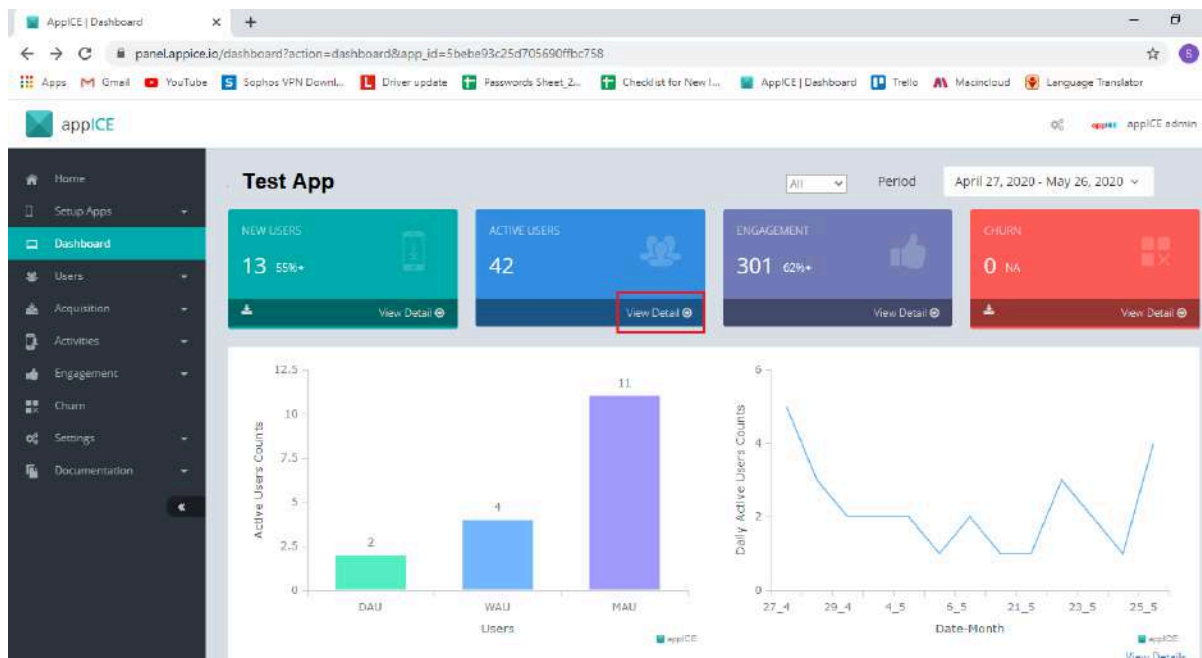 AppICE | Dashboard
panel.appice.io/dashboard?action=dashboard&app_id=5bebe93c25d705690ffbc758
S
Apps Gmail YouTube Sophos VPN Downl... Driver update Passwords Sheet_2... Checklist for New I... AppICE | Dashboard Trello Macincloud Language Translator
appICE
appICE appICE admin
Home
Setup Apps
Dashboard
Users
Acquisition
Activities
Engagement
Churn
Settings
Documentation
Test App
All Period April 27, 2020 - May 26, 2020
NEW USERS
13 55%+
View Detail
ACTIVE USERS
42
View Detail
ENGAGEMENT
301 62%+
View Detail
CHURN
0 NA
View Detail
Active Users Counts
12.5
10
7.5
5
2.5
0
2
4
11
DAU WAU MAU
Users
appICE
Daily Active Users Counts
6
4
2
0
27_4 29_4 4_5 6_5 21_5 23_5 25_5
Date-Month
appICE
View Details